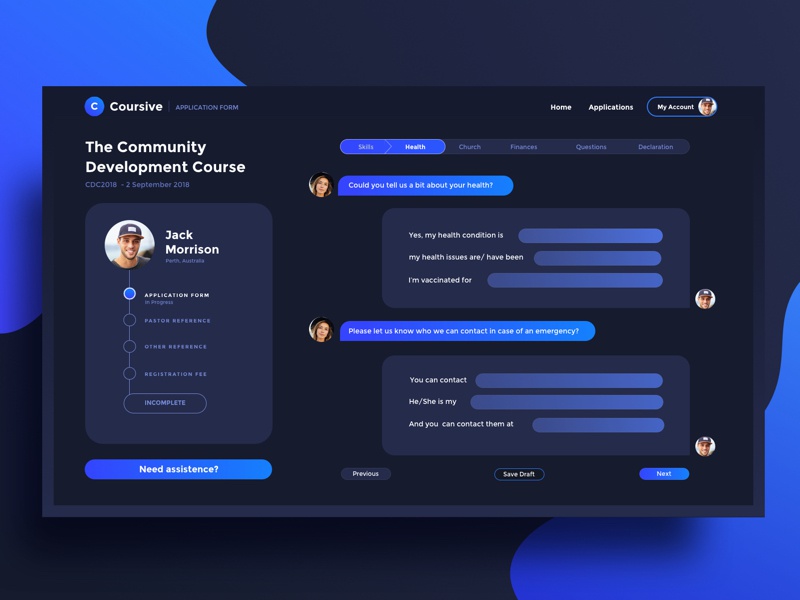 C Coursive APPLICATION FORM
Home Applications My Account
The Community
Development Course
CDC2018 - 2 September 2018
Jack
Morrison
Perth, Australia
APPLICATION FORM
In Progress
PASTOR REFERENCE
OTHER REFERENCE
REGISTRATION FEE
INCOMPLETE
Need assistence?
Skills Health Church Finances Questions Declaration
Could you tell us a bit about your health?
Yes, my health condition is
my health issues are/ have been
I'm vaccinated for
Please let us know who we can contact in case of an emergency?
You can contact
He/She is my
And you can contact them at
Previous Save Draft Next